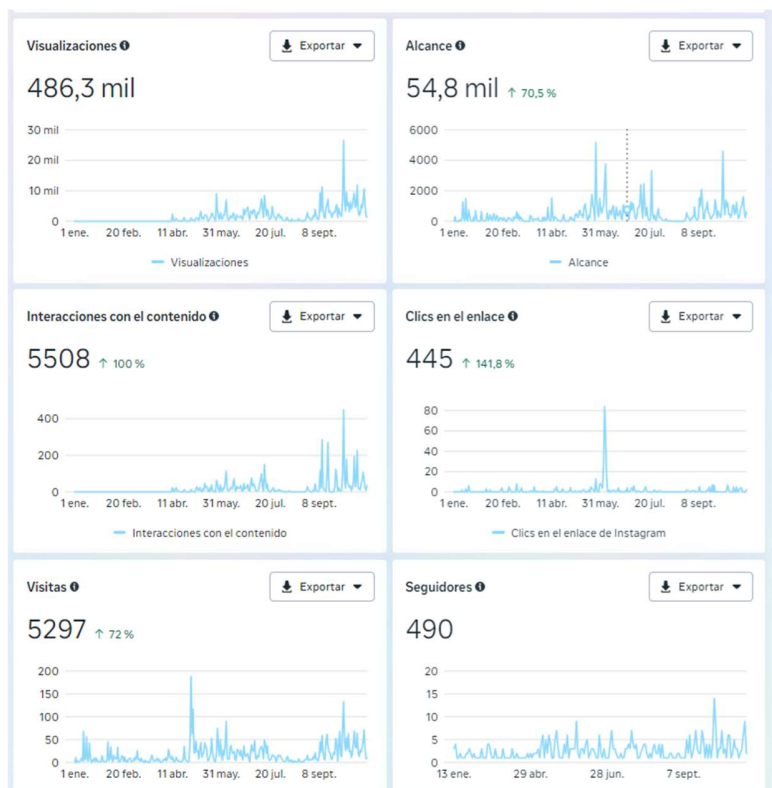 Visualizaciones
Exportar
486,3 mil
30 mil
20 mil
10 mil
0
1 ene. 20 feb. 11 abr. 31 may. 20 jul. 8 sept.
Visualizaciones
Alcance
Exportar
54,8 mil ↑ 70,5 %
6000
4000
2000
0
1 ene. 20 feb. 11 abr. 31 may. 20 jul. 8 sept.
Alcance
Interacciones con el contenido
Exportar
5508 ↑ 100 %
400
200
0
1 ene. 20 feb. 11 abr. 31 may. 20 jul. 8 sept.
Interacciones con el contenido
Clics en el enlace
Exportar
445 ↑ 141,8 %
80
60
40
20
0
1 ene. 20 feb. 11 abr. 31 may. 20 jul. 8 sept.
Clics en el enlace de Instagram
Visitas
Exportar
5297 ↑ 72 %
200
150
100
50
0
1 ene. 20 feb. 11 abr. 31 may. 20 jul. 8 sept.
Seguidores
Exportar
490
20
15
10
5
0
13 ene. 29 abr. 28 jun. 7 sept.